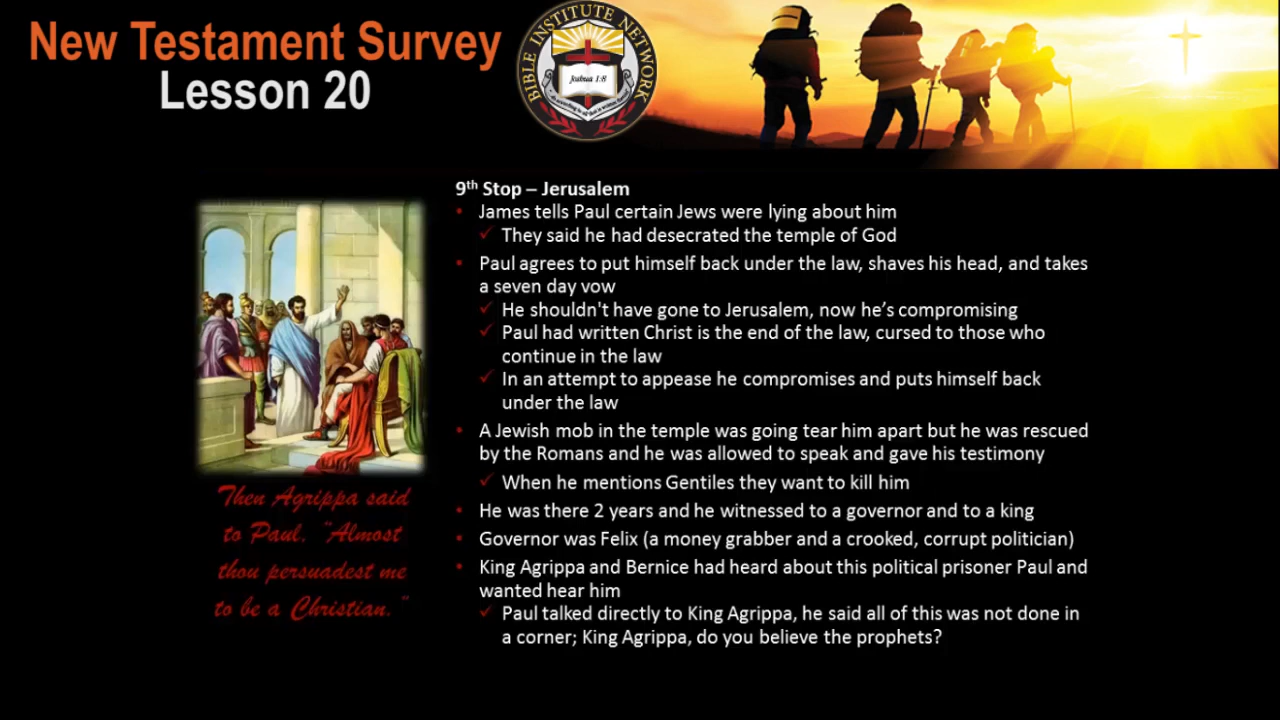 New Testament Survey
Lesson 20
BIBLE INSTITUTE NETWORK
Joshua 1:8
9th Stop – Jerusalem
• James tells Paul certain Jews were lying about him
✓ They said he had desecrated the temple of God
• Paul agrees to put himself back under the law, shaves his head, and takes
a seven day vow
✓ He shouldn't have gone to Jerusalem, now he’s compromising
✓ Paul had written Christ is the end of the law, cursed to those who
continue in the law
✓ In an attempt to appease he compromises and puts himself back
under the law
• A Jewish mob in the temple was going tear him apart but he was rescued
by the Romans and he was allowed to speak and gave his testimony
✓ When he mentions Gentiles they want to kill him
• He was there 2 years and he witnessed to a governor and to a king
• Governor was Felix (a money grabber and a crooked, corrupt politician)
• King Agrippa and Bernice had heard about this political prisoner Paul and
wanted hear him
✓ Paul talked directly to King Agrippa, he said all of this was not done in
a corner; King Agrippa, do you believe the prophets?
Then Agrippa said
to Paul, “Almost
thou persuadest me
to be a Christian.”